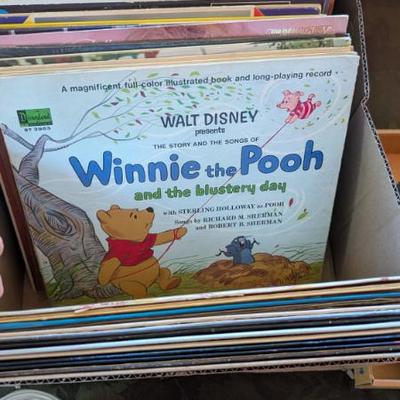 A magnificent full-color illustrated book and long-playing record
Disneyland
ST 3953
WALT DISNEY
presents
THE STORY AND THE SONGS OF
Winnie the Pooh
and the blustery day
with STERLING HOLLOWAY as POOH
Songs by RICHARD M. SHERMAN
and ROBERT B. SHERMAN